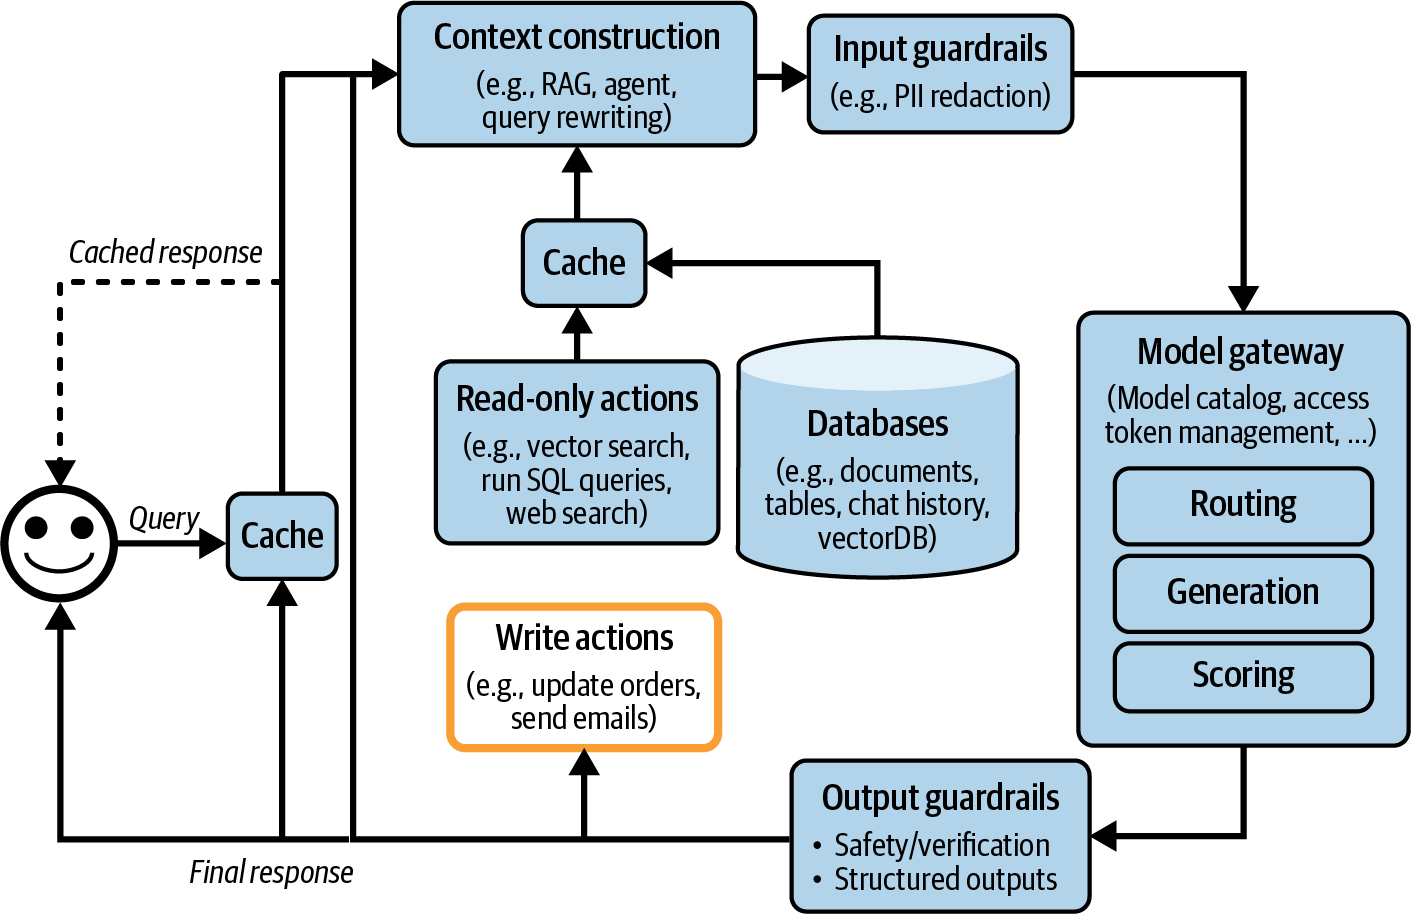 Context construction
(e.g., RAG, agent,
query rewriting)
Input guardrails
(e.g., PII redaction)
Cached response
Cache
Read-only actions
(e.g., vector search,
run SQL queries,
web search)
Databases
(e.g., documents,
tables, chat history,
vectorDB)
Model gateway
(Model catalog, access
token management, ...)
Routing
Generation
Scoring
Query
Cache
Write actions
(e.g., update orders,
send emails)
Output guardrails
• Safety/verification
• Structured outputs
Final response